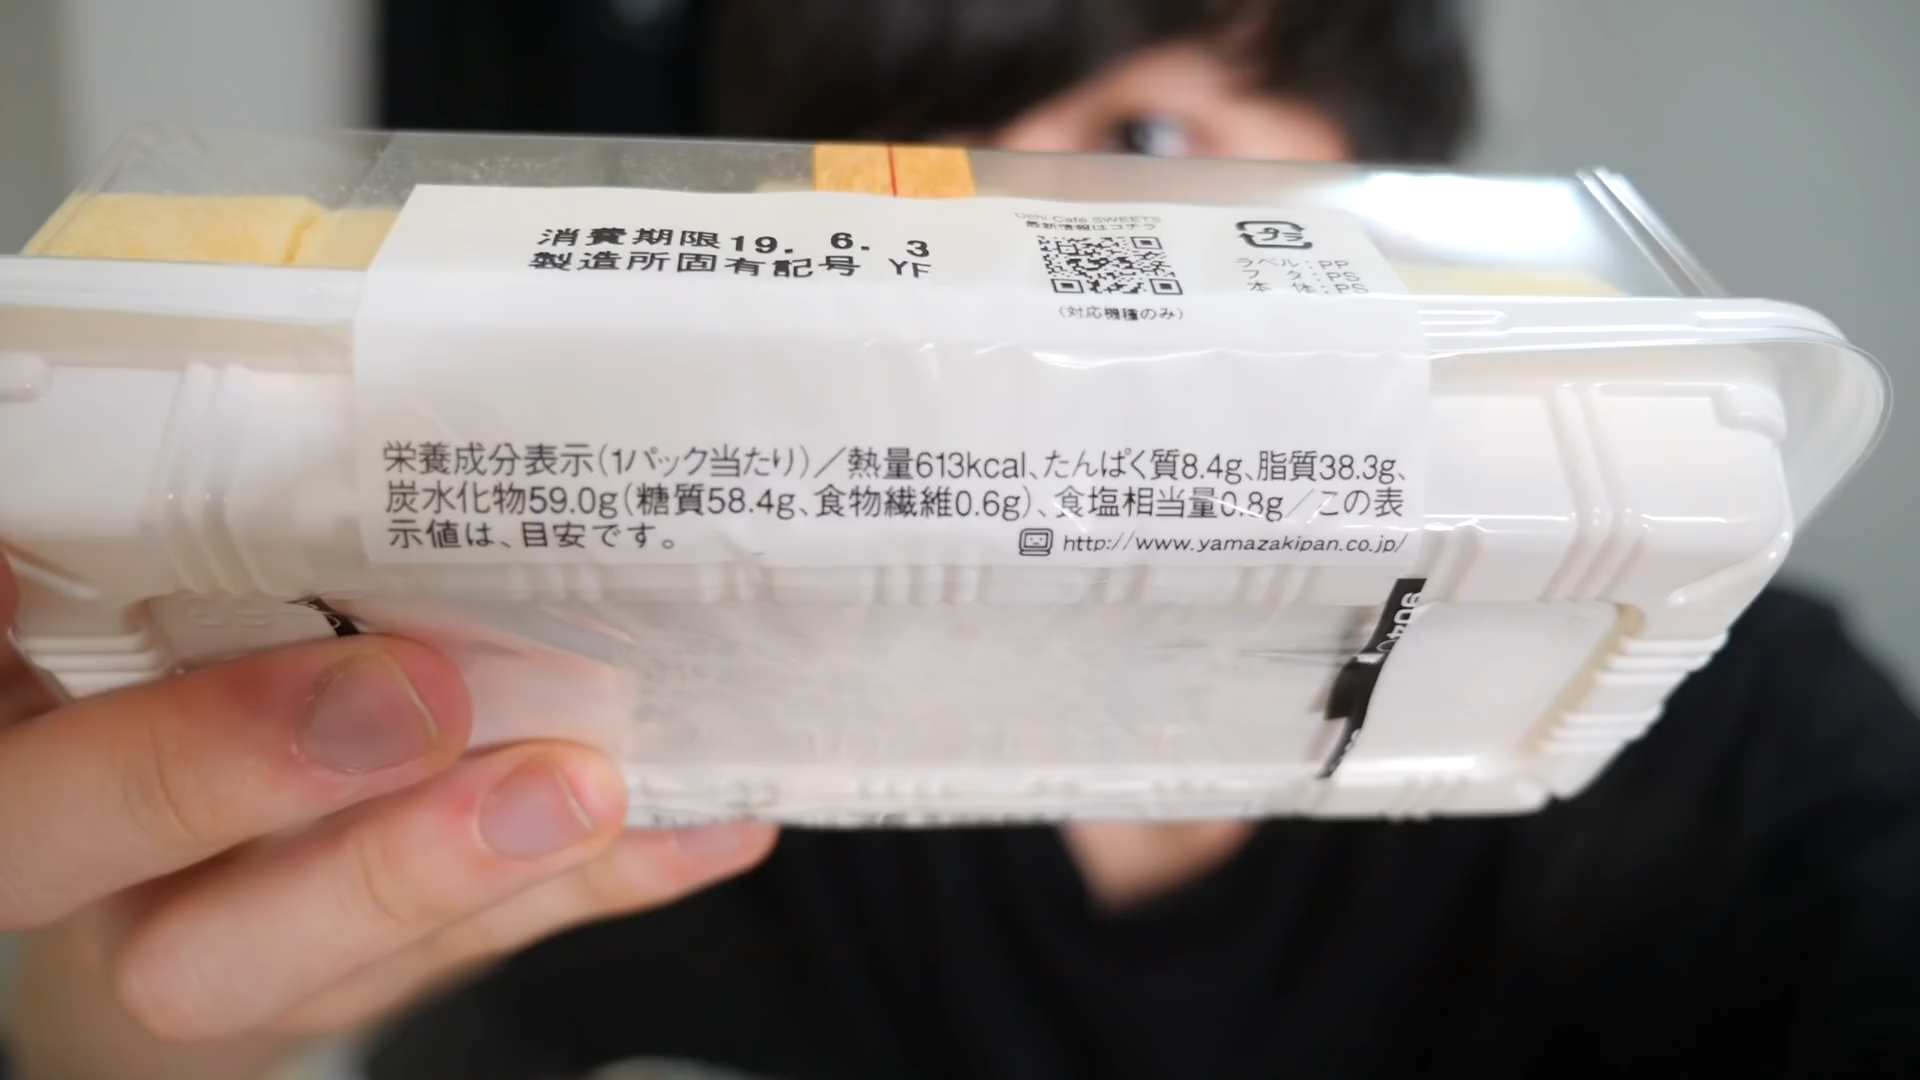 消費期限19. 6. 3
製造所固有記号 YF
Uchi Café SWEETS
最新情報はコチラ
(対応機種のみ)
プラ
ラベル:PP
フタ:PS
本体:PS
栄養成分表示(1パック当たり)/熱量613kcal、たんぱく質8.4g、脂質38.3g、
炭水化物59.0g(糖質58.4g、食物繊維0.6g)、食塩相当量0.8g/この表
示値は、目安です。
http://www.yamazakipan.co.jp/